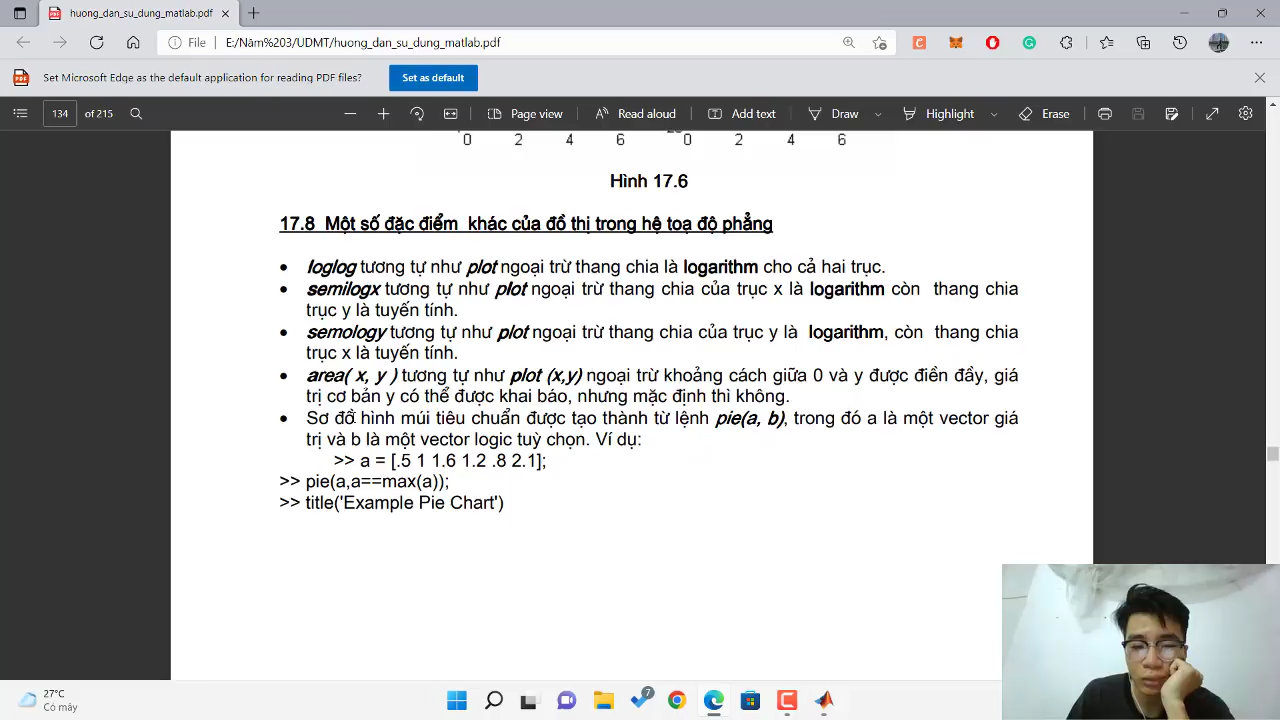 huong_dan_su_dung_matlab.pdf
File E:/Năm%203/UDMT/huong_dan_su_dung_matlab.pdf
Set Microsoft Edge as the default application for reading PDF files? Set as default
134 of 215 Page view Read aloud Add text Draw Highlight Erase
0 2 4 6 0 2 4 6
Hình 17.6
17.8 Một số đặc điểm khác của đồ thị trong hệ toạ độ phẳng
• loglog tương tự như plot ngoại trừ thang chia là logarithm cho cả hai trục.
• semilogx tương tự như plot ngoại trừ thang chia của trục x là logarithm còn thang chia
trục y là tuyến tính.
• semology tương tự như plot ngoại trừ thang chia của trục y là logarithm, còn thang chia
trục x là tuyến tính.
• area( x, y ) tương tự như plot (x,y) ngoại trừ khoảng cách giữa 0 và y được điền đầy, giá
trị cơ bản y có thể được khai báo, nhưng mặc định thì không.
• Sơ đồ hình múi tiêu chuẩn được tạo thành từ lệnh pie(a, b), trong đó a là một vector giá
trị và b là một vector logic tuỳ chọn. Ví dụ:
>> a = [.5 1 1.6 1.2 .8 2.1];
>> pie(a,a==max(a));
>> title('Example Pie Chart')
27°C
Có mây
7